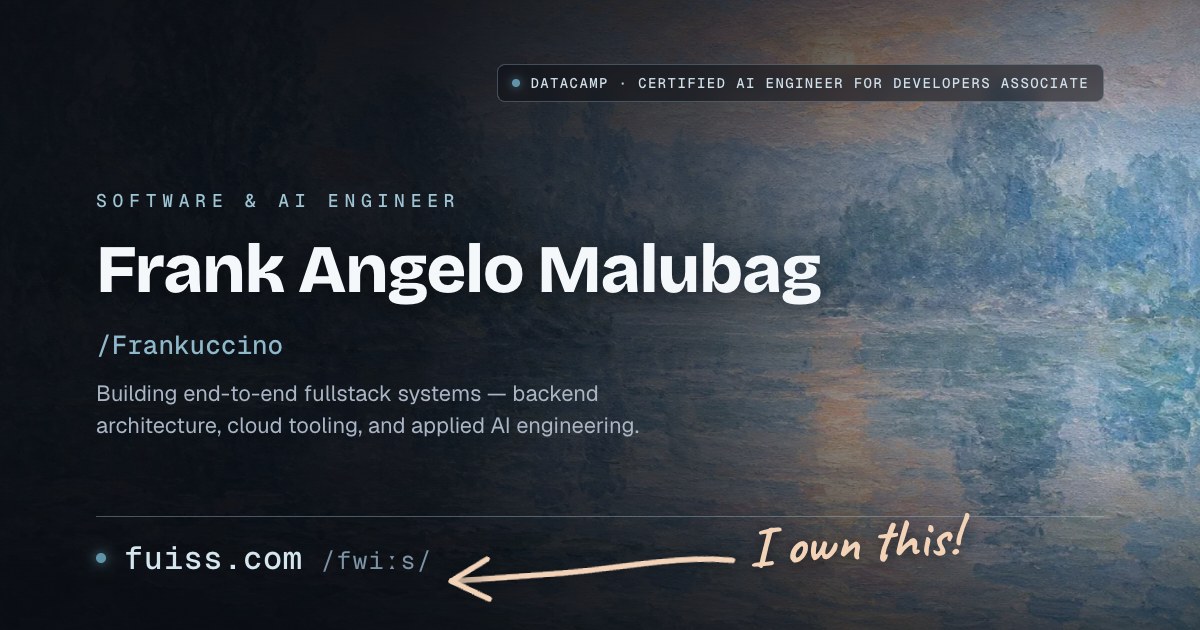 DATACAMP · CERTIFIED AI ENGINEER FOR DEVELOPERS ASSOCIATE
SOFTWARE & AI ENGINEER
Frank Angelo Malubag
/Frankuccino
Building end-to-end fullstack systems — backend
architecture, cloud tooling, and applied AI engineering.
fuiss.com /fwiːs/
I own this!